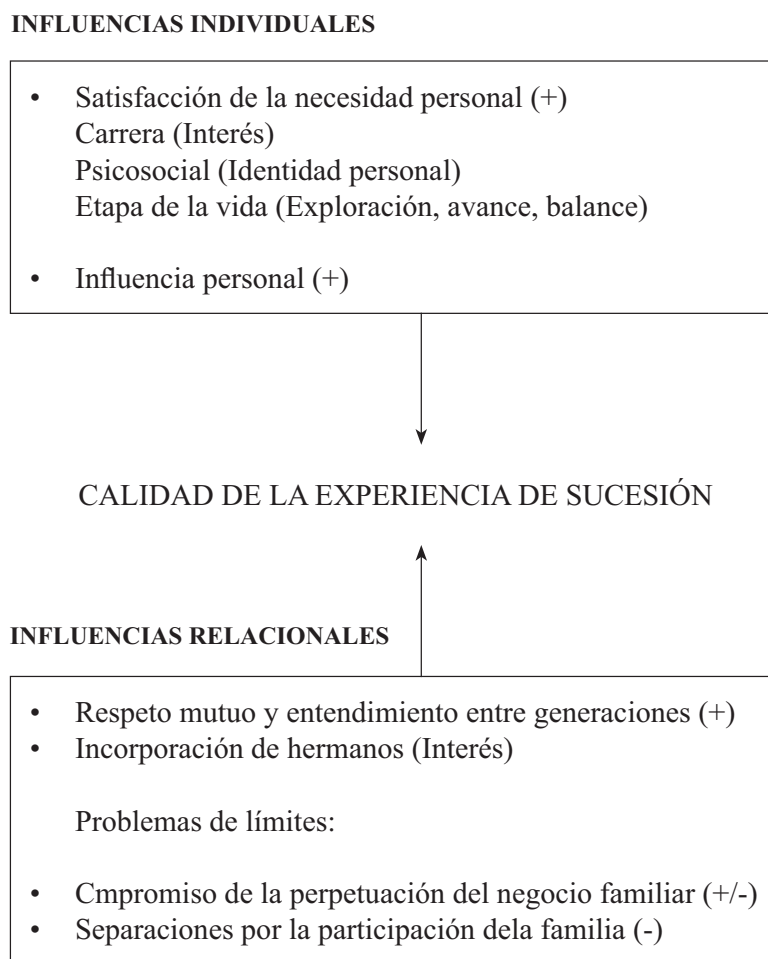 INFLUENCIAS INDIVIDUALES
• Satisfacción de la necesidad personal (+)
Carrera (Interés)
Psicosocial (Identidad personal)
Etapa de la vida (Exploración, avance, balance)
• Influencia personal (+)
CALIDAD DE LA EXPERIENCIA DE SUCESIÓN
INFLUENCIAS RELACIONALES
• Respeto mutuo y entendimiento entre generaciones (+)
• Incorporación de hermanos (Interés)
Problemas de límites:
• Cmpromiso de la perpetuación del negocio familiar (+/-)
• Separaciones por la participación dela familia (-)